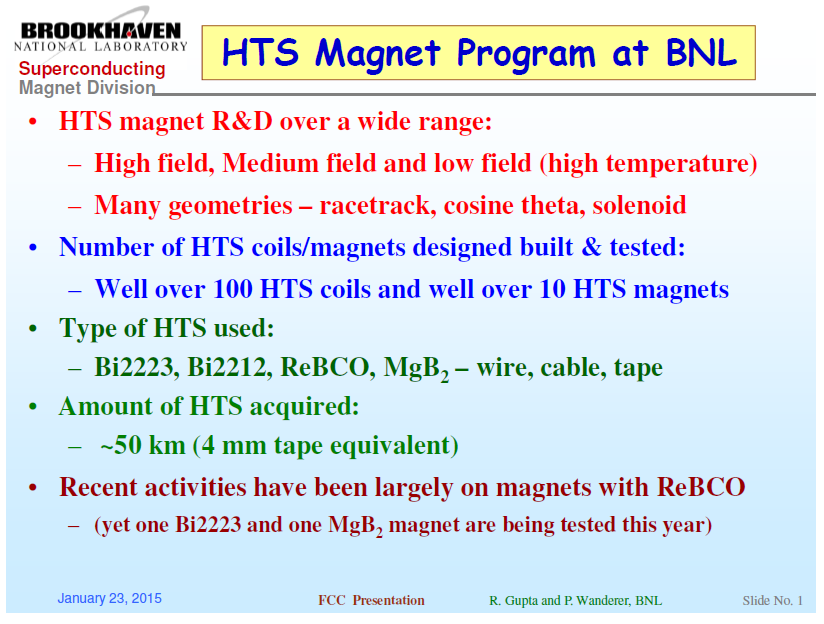 BROOKHAVEN
NATIONAL LABORATORY
Superconducting
Magnet Division
HTS Magnet Program at BNL
• HTS magnet R&D over a wide range:
– High field, Medium field and low field (high temperature)
– Many geometries – racetrack, cosine theta, solenoid
• Number of HTS coils/magnets designed built & tested:
– Well over 100 HTS coils and well over 10 HTS magnets
• Type of HTS used:
– Bi2223, Bi2212, ReBCO, MgB₂ – wire, cable, tape
• Amount of HTS acquired:
– ~50 km (4 mm tape equivalent)
• Recent activities have been largely on magnets with ReBCO
– (yet one Bi2223 and one MgB₂ magnet are being tested this year)
January 23, 2015 FCC Presentation R. Gupta and P. Wanderer, BNL Slide No. 1